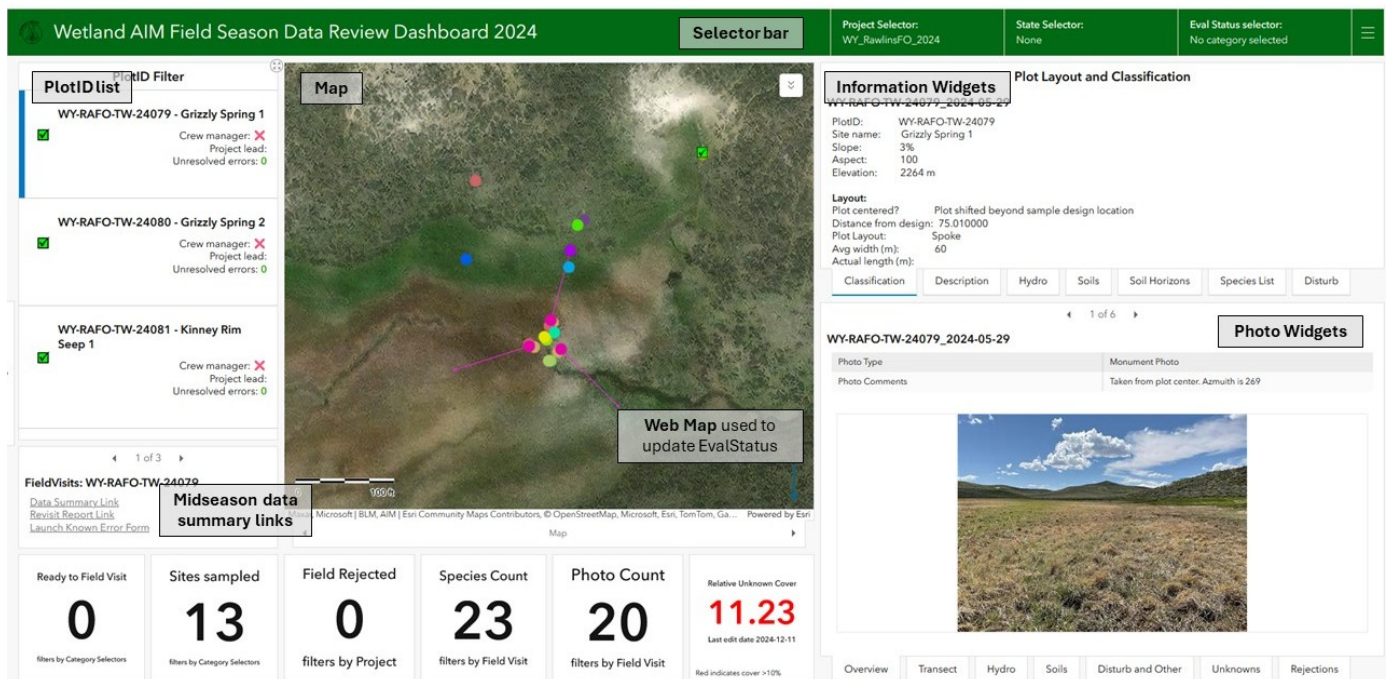 Wetland AIM Field Season Data Review Dashboard 2024
Selector bar
Project Selector:
WY_RawlinsFO_2024
State Selector:
None
Eval Status selector:
No category selected
PlotID Filter
PlotID list
WY-RAFO-TW-24079 - Grizzly Spring 1
Crew manager: ❌
Project lead:
Unresolved errors: 0
WY-RAFO-TW-24080 - Grizzly Spring 2
Crew manager: ❌
Project lead:
Unresolved errors: 0
WY-RAFO-TW-24081 - Kinney Rim
Seep 1
Crew manager: ❌
Project lead:
Unresolved errors: 0
1 of 3
FieldVisits: WY-RAFO-TW-24079
Data Summary Link
Revisit Report Link
Launch Known Error Form
Midseason data
summary links
Map
Web Map used to
update EvalStatus
100 ft
Microsoft | BLM, AIM | Esri Community Maps Contributors, © OpenStreetMap, Microsoft, Esri, TomTom, Ga...
Powered by Esri
Map
Plot Layout and Classification
Information Widgets
WY-RAFO-TW-24079_2024-05-29
PlotID: WY-RAFO-TW-24079
Site name: Grizzly Spring 1
Slope: 3%
Aspect: 100
Elevation: 2264 m
Layout:
Plot centered? Plot shifted beyond sample design location
Distance from design: 75.010000
Plot Layout: Spoke
Avg width (m): 60
Actual length (m):
Classification
Description
Hydro
Soils
Soil Horizons
Species List
Disturb
1 of 6
Photo Widgets
WY-RAFO-TW-24079_2024-05-29
Photo Type Monument Photo
Photo Comments Taken from plot center. Azmuith is 269
Overview
Transect
Hydro
Soils
Disturb and Other
Unknowns
Rejections
Ready to Field Visit
0
filters by Category Selectors
Sites sampled
13
filters by Category Selectors
Field Rejected
0
filters by Project
Species Count
23
filters by Field Visit
Photo Count
20
filters by Field Visit
Relative Unknown Cover
11.23
Last edit date 2024-12-11
Red indicates cover >10%